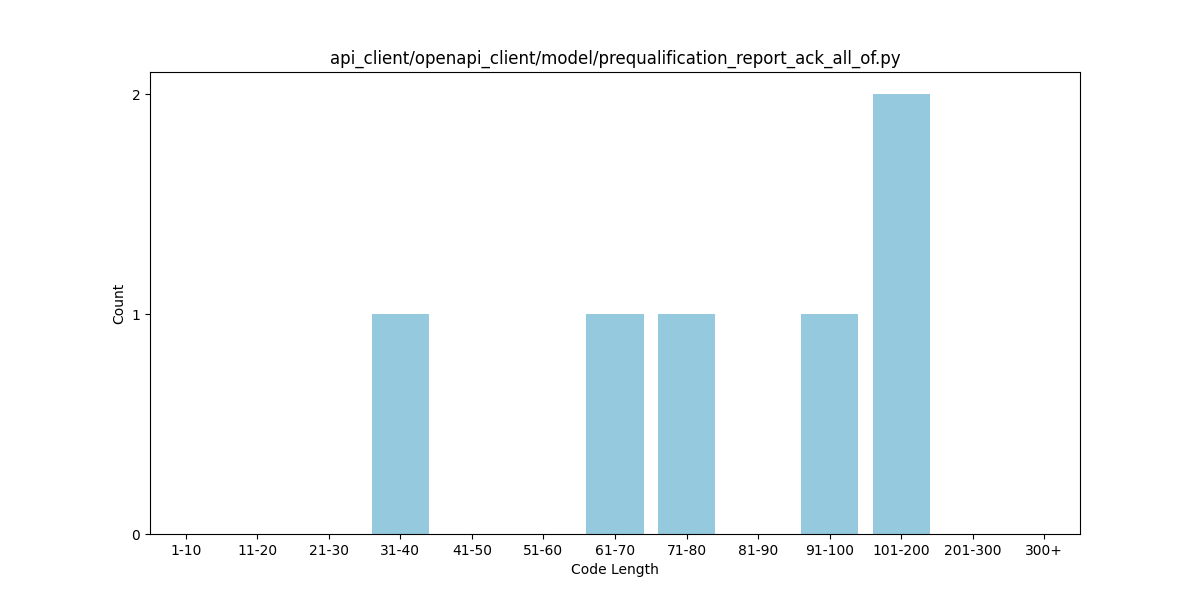 api_client/openapi_client/model/prequalification_report_ack_all_of.py
2
1
0
Count
1-10 11-20 21-30 31-40 41-50 51-60 61-70 71-80 81-90 91-100 101-200 201-300 300+
Code Length